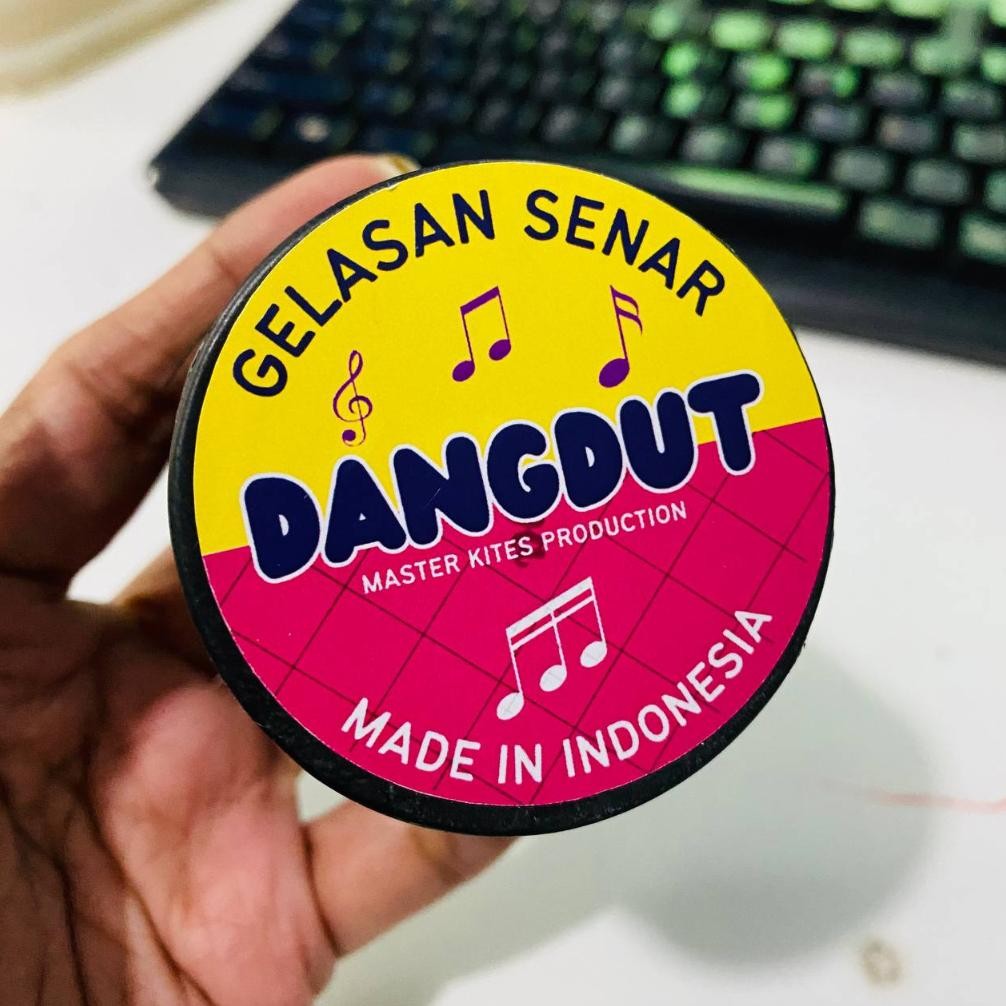 GELASAN SENAR
DANGDUT
MASTER KITES PRODUCTION
MADE IN INDONESIA